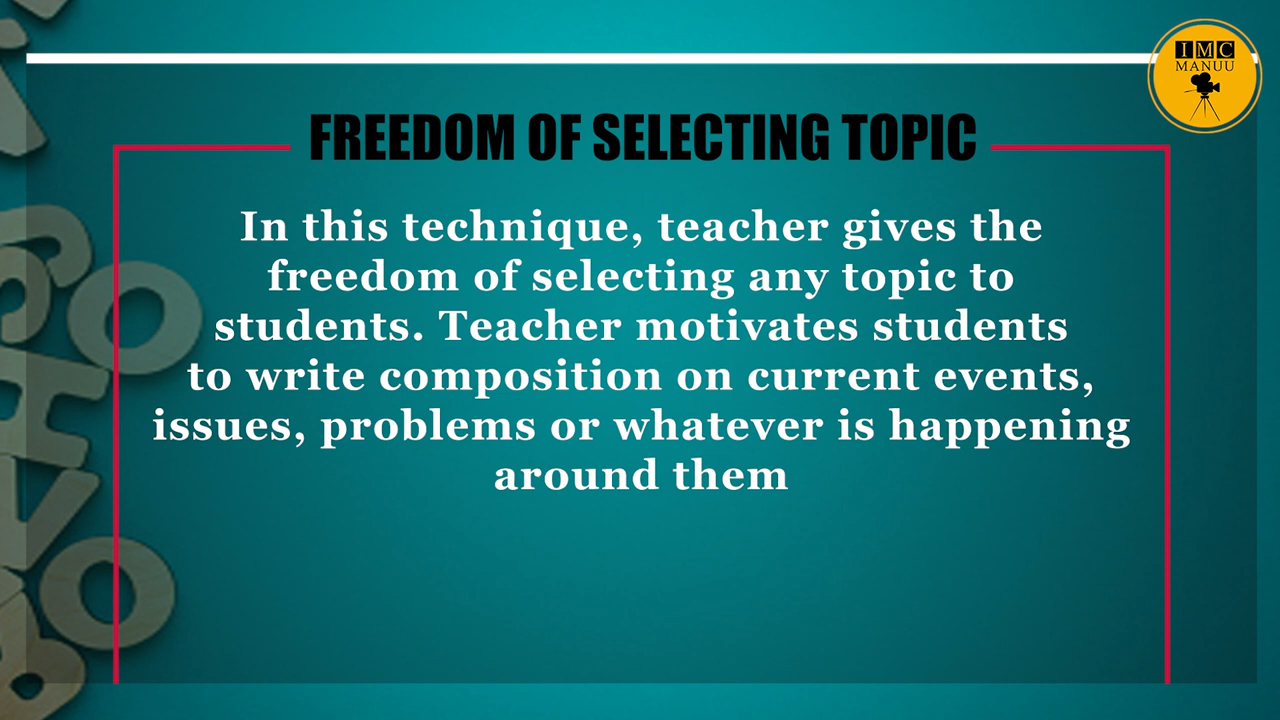 IMC
MANUU
FREEDOM OF SELECTING TOPIC
In this technique, teacher gives the
freedom of selecting any topic to
students. Teacher motivates students
to write composition on current events,
issues, problems or whatever is happening
around them